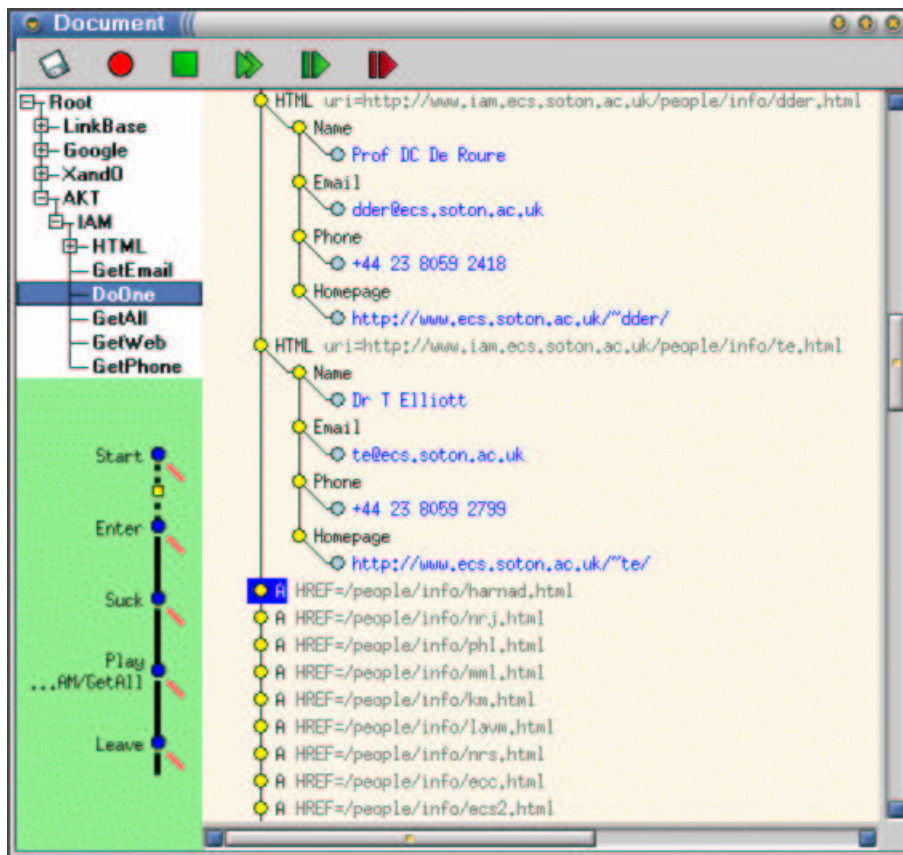 Document
Root
LinkBase
Google
XandO
AKT
IAM
HTML
GetEmail
DoOne
GetAll
GetWeb
GetPhone
Start
Enter
Suck
Play
...AM/GetAll
Leave
HTML uri=http://www.iam.ecs.soton.ac.uk/people/info/dder.html
Name
Prof DC De Roure
Email
dder@ecs.soton.ac.uk
Phone
+44 23 8059 2418
Homepage
http://www.ecs.soton.ac.uk/~dder/
HTML uri=http://www.iam.ecs.soton.ac.uk/people/info/te.html
Name
Dr T Elliott
Email
te@ecs.soton.ac.uk
Phone
+44 23 8059 2799
Homepage
http://www.ecs.soton.ac.uk/~te/
A HREF=/people/info/harnad.html
A HREF=/people/info/nrj.html
A HREF=/people/info/phl.html
A HREF=/people/info/mml.html
A HREF=/people/info/km.html
A HREF=/people/info/lavm.html
A HREF=/people/info/nrs.html
A HREF=/people/info/ecc.html
A HREF=/people/info/ecs2.html